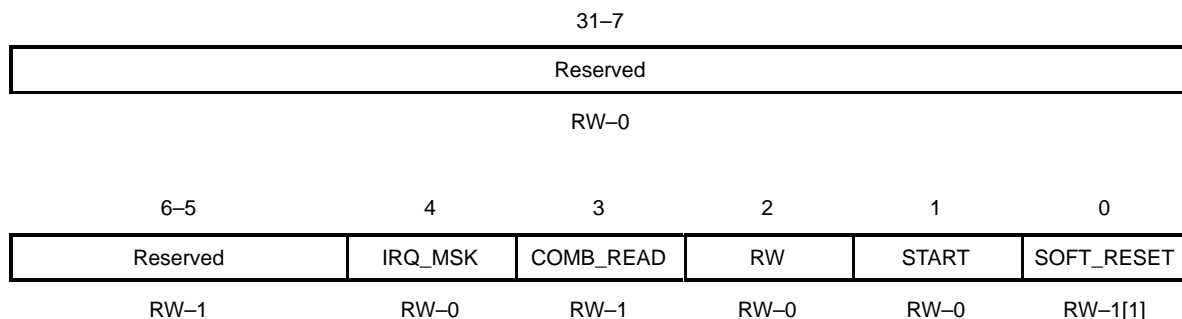 31–7
Reserved
RW–0
6–5 4 3 2 1 0
Reserved IRQ_MSK COMB_READ RW START SOFT_RESET
RW–1 RW–0 RW–1 RW–0 RW–0 RW–1[1]